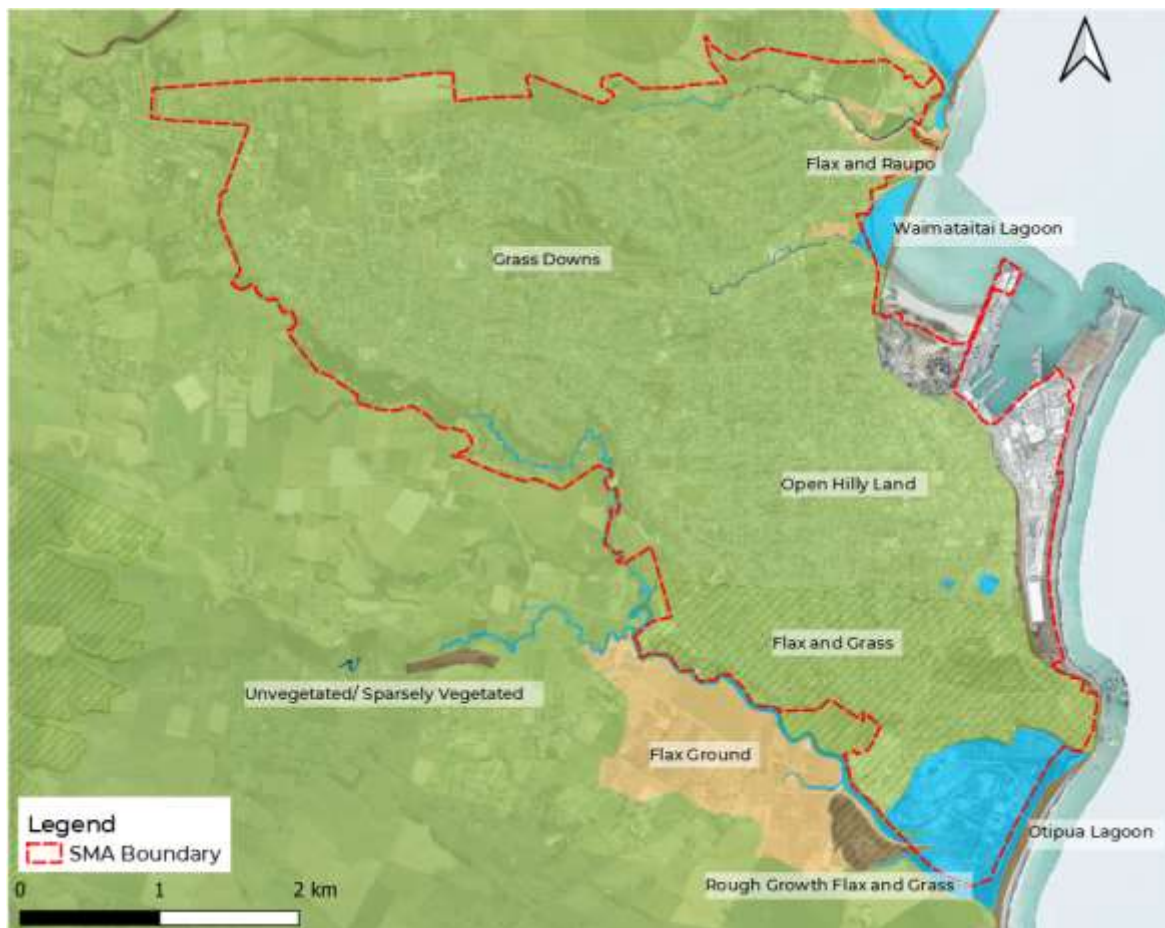 Flax and Raupo
Waimataitai Lagoon
Grass Downs
Open Hilly Land
Flax and Grass
Unvegetated/ Sparsely Vegetated
Flax Ground
Otipua Lagoon
Rough Growth Flax and Grass
Legend
SMA Boundary
0 1 2 km